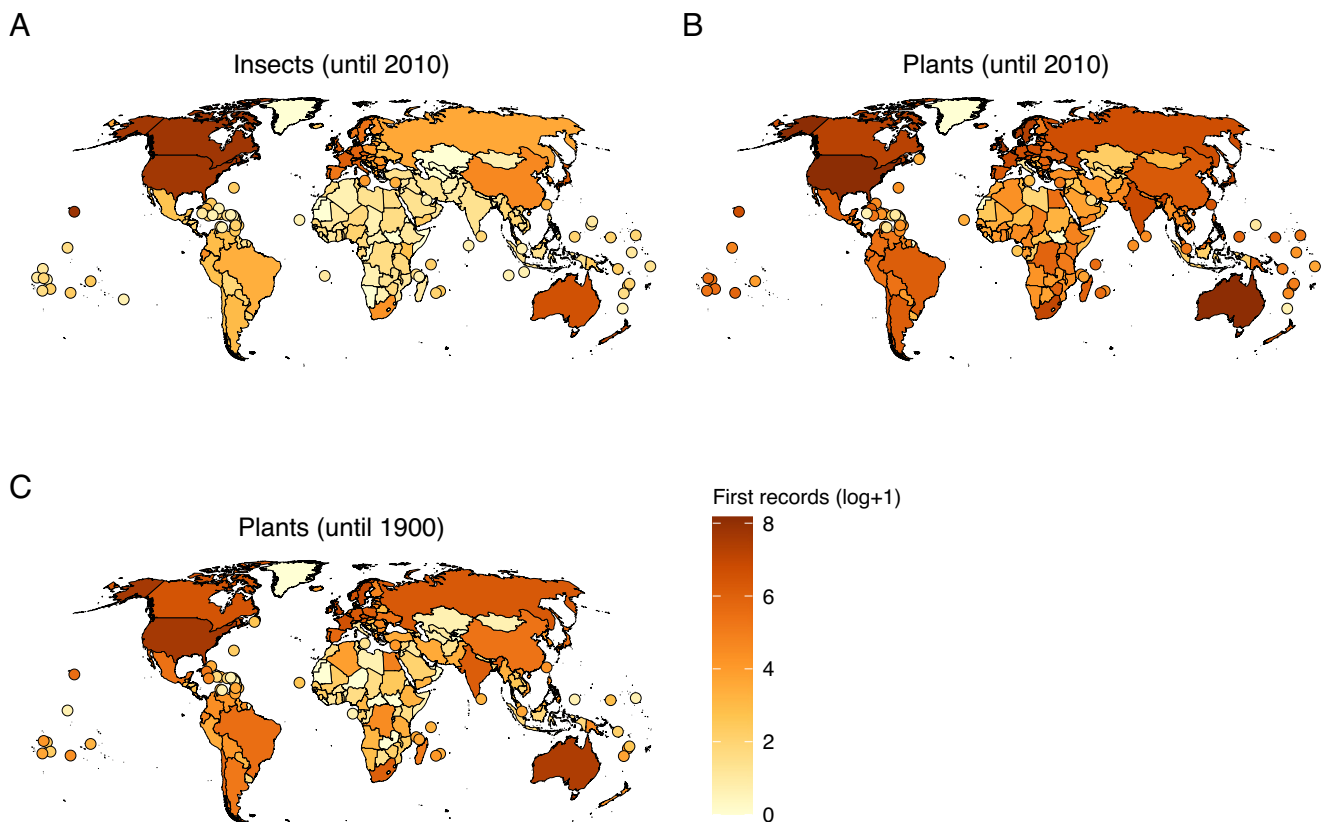 A
Insects (until 2010)
B
Plants (until 2010)
C
Plants (until 1900)
First records (log+1)
8
6
4
2
0